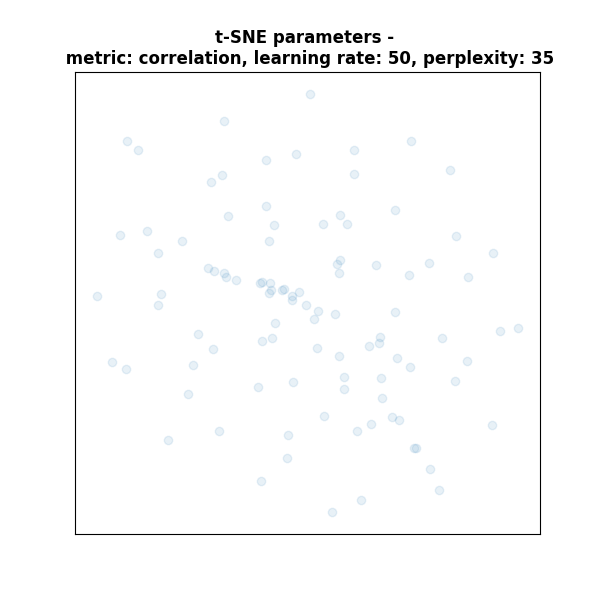 t-SNE parameters -
metric: correlation, learning rate: 50, perplexity: 35